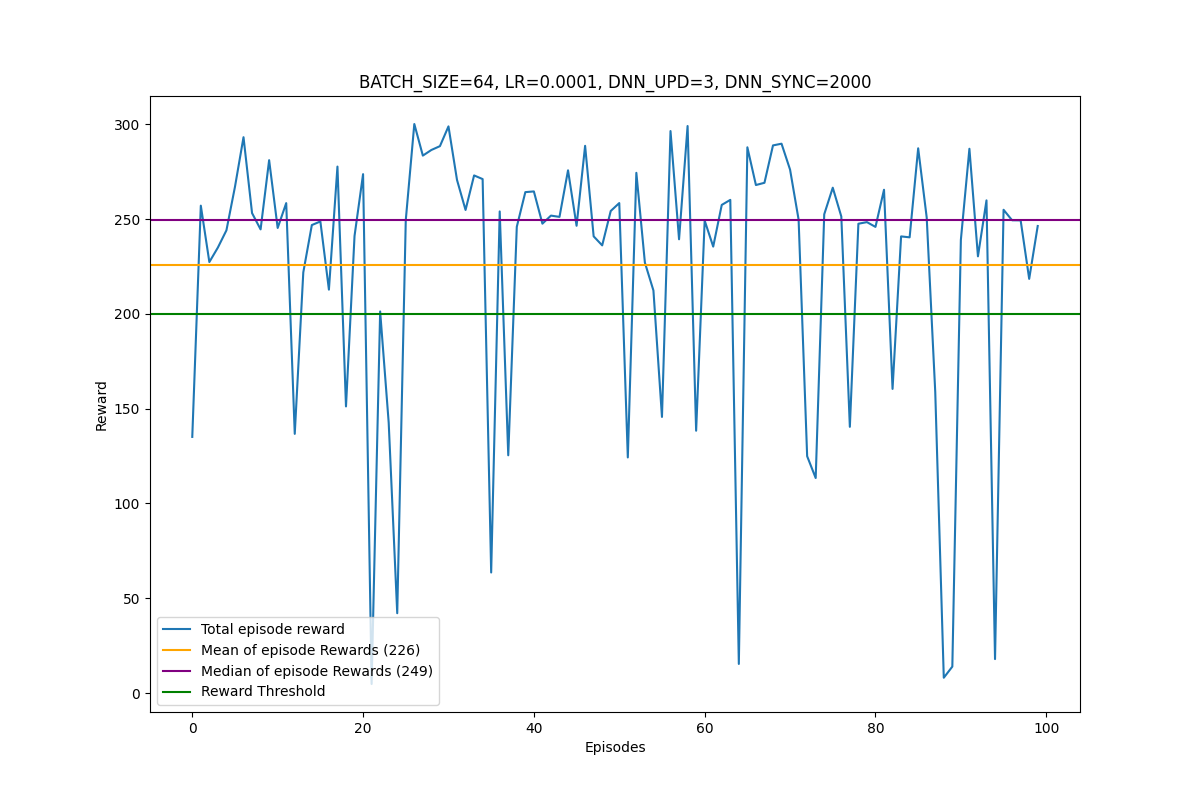 BATCH_SIZE=64, LR=0.0001, DNN_UPD=3, DNN_SYNC=2000
300
250
200
150
100
50
0
Reward
Total episode reward
Mean of episode Rewards (226)
Median of episode Rewards (249)
Reward Threshold
0 20 40 60 80 100
Episodes